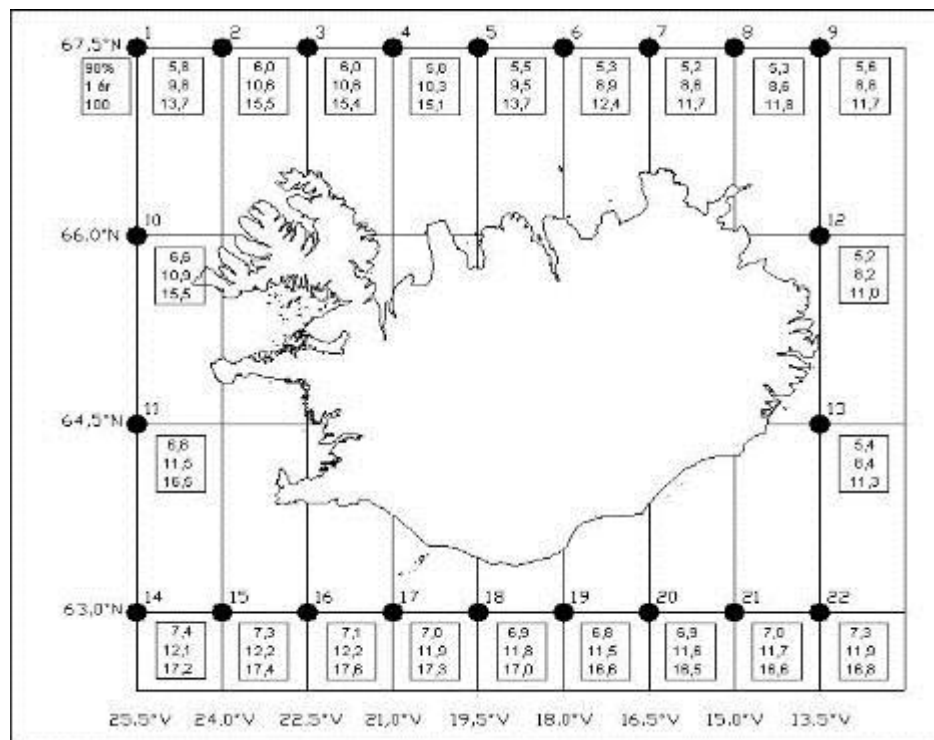 1 2 3 4 5 6 7 8 9
67,5°N
98% 5,8 6,0 6,0 5,8 5,5 5,3 5,2 5,3 5,6
1 ár 9,8 10,6 10,6 10,3 9,5 8,9 8,6 8,6 8,8
100 13,7 15,5 15,4 15,1 13,7 12,4 11,7 11,8 11,7
10 12
66,0°N
6,6 5,2
10,9 8,2
15,5 11,0
11 13
64,5°N
6,8 5,4
11,5 8,4
16,6 11,3
14 15 16 17 18 19 20 21 22
63,0°N
7,4 7,3 7,1 7,0 6,9 6,8 6,9 7,0 7,3
12,1 12,2 12,2 11,9 11,8 11,5 11,6 11,7 11,9
17,2 17,4 17,6 17,3 17,0 16,6 16,5 16,6 16,8
25.5°V 24.0°V 22.5°V 21,0°V 19,5°V 18.0°V 16.5°V 15.0°V 13.5°V